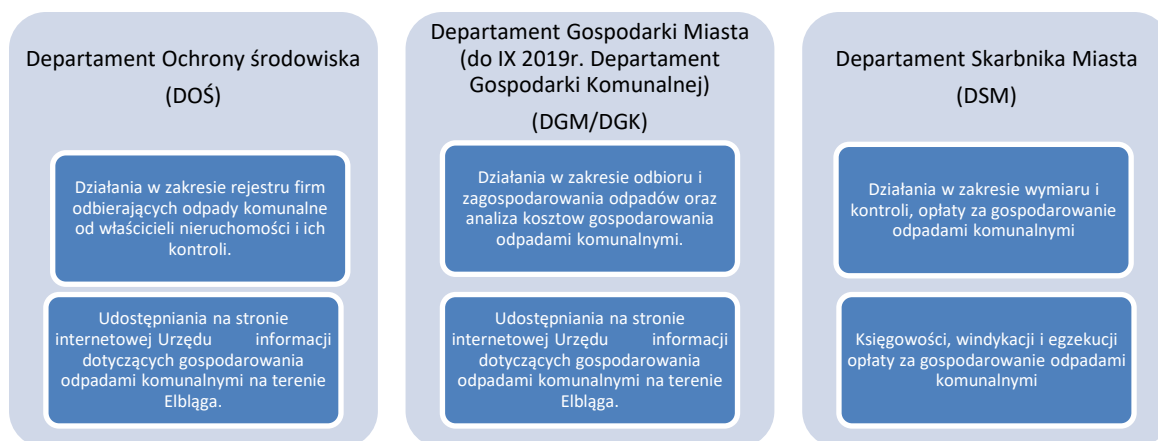 Departament Ochrony środowiska
(DOŚ)
Działania w zakresie rejestru firm
odbierających odpady komunalne
od właścicieli nieruchomości i ich
kontroli.
Udostępniania na stronie
internetowej Urzędu informacji
dotyczących gospodarowania
odpadami komunalnymi na terenie
Elbląga.
Departament Gospodarki Miasta
(do IX 2019r. Departament
Gospodarki Komunalnej)
(DGM/DGK)
Działania w zakresie odbioru i
zagospodarowania odpadów oraz
analiza kosztow gospodarowania
odpadami komunalnymi.
Udostępniania na stronie
internetowej Urzędu informacji
dotyczących gospodarowania
odpadami komunalnymi na terenie
Elbląga.
Departament Skarbnika Miasta
(DSM)
Działania w zakresie wymiaru i
kontroli, opłaty za gospodarowanie
odpadami komunalnymi
Księgowości, windykacji i egzekucji
opłaty za gospodarowanie odpadami
komunalnymi